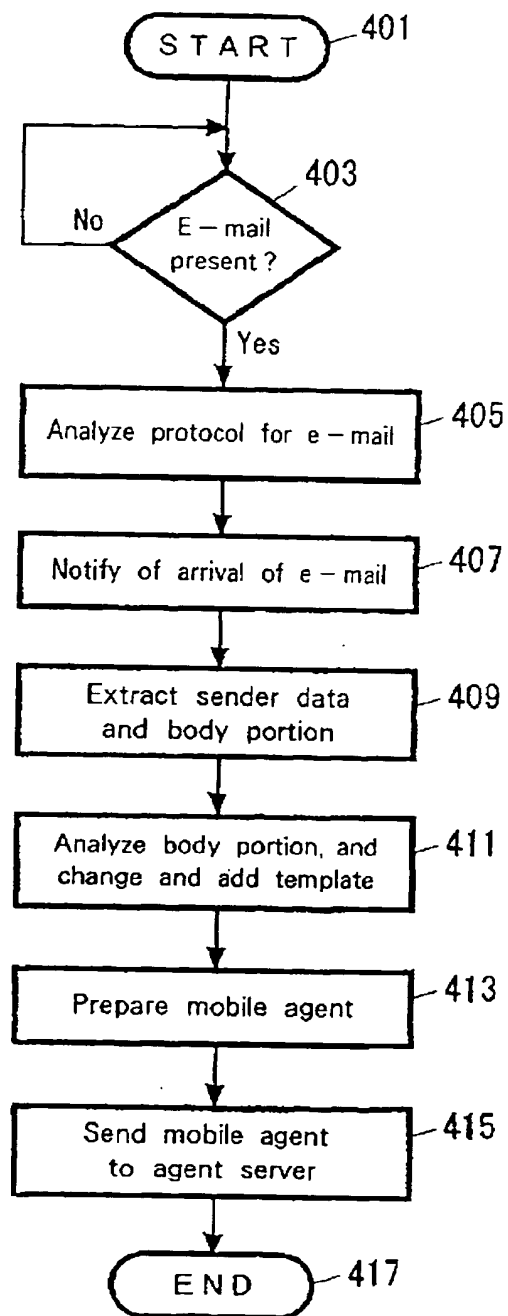 START
401
403
No
E-mail
present?
Yes
Analyze protocol for e-mail
405
Notify of arrival of e-mail
407
Extract sender data
and body portion
409
Analyze body portion, and
change and add template
411
Prepare mobile agent
413
Send mobile agent
to agent server
415
END
417